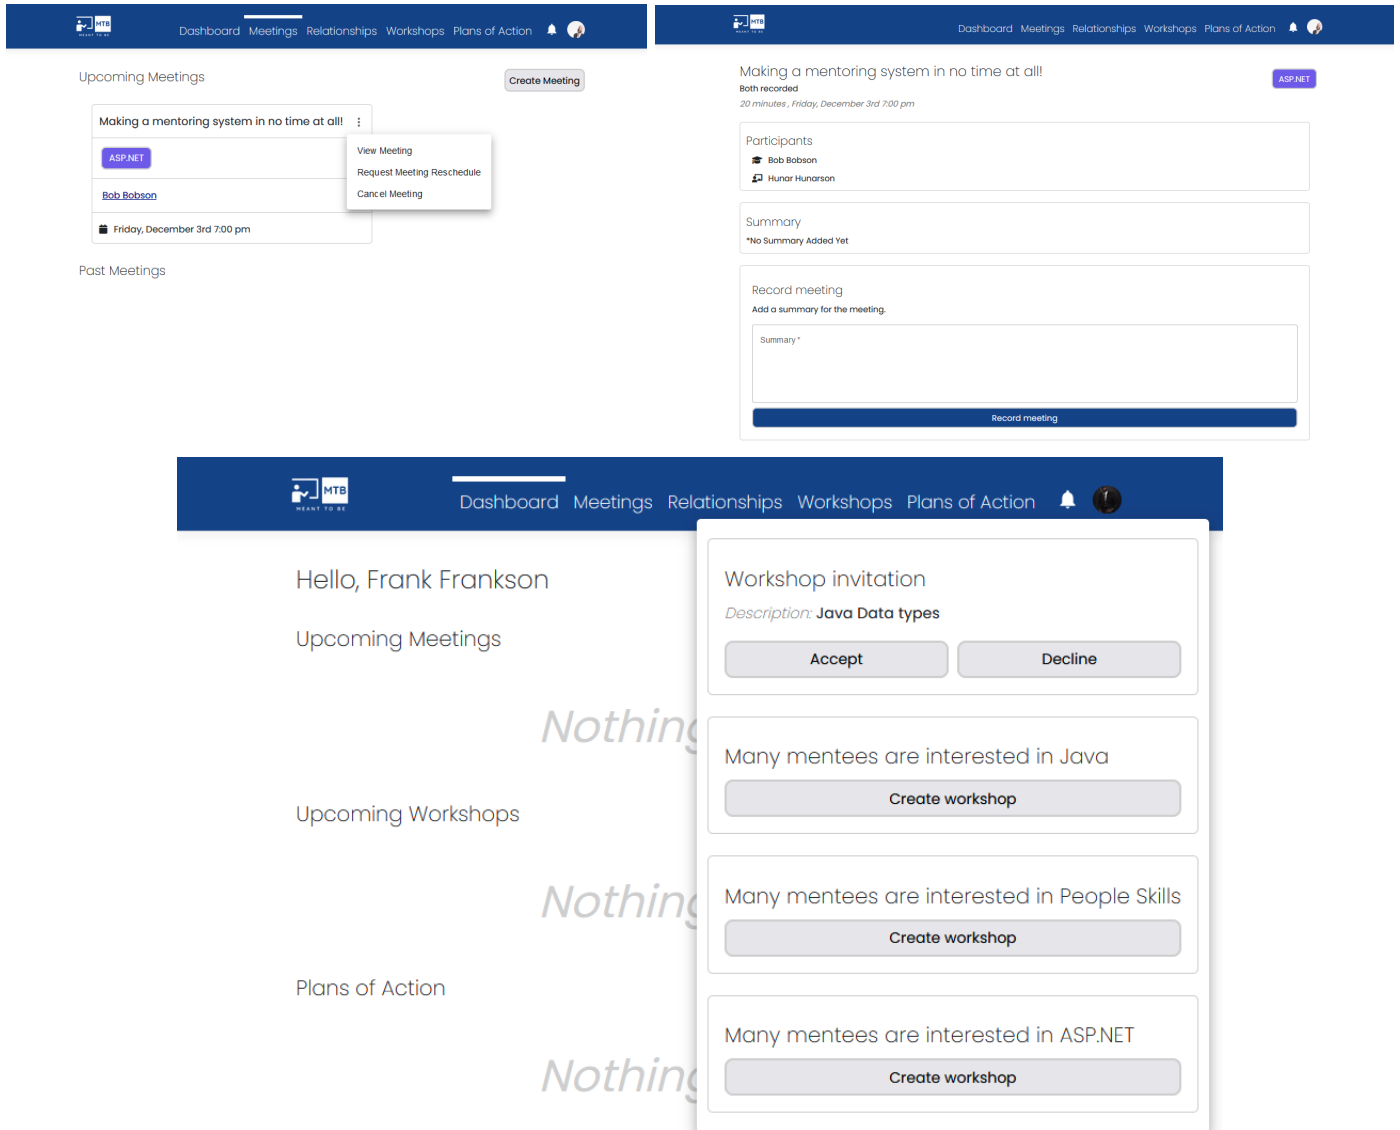 MTB
MEANT TO BE
Dashboard Meetings Relationships Workshops Plans of Action
Upcoming Meetings
Create Meeting
Making a mentoring system in no time at all!
View Meeting
ASP.NET
Request Meeting Reschedule
Cancel Meeting
Bob Bobson
Friday, December 3rd 7:00 pm
Past Meetings
MTB
MEANT TO BE
Dashboard Meetings Relationships Workshops Plans of Action
Making a mentoring system in no time at all!
ASP.NET
Both recorded
20 minutes , Friday, December 3rd 7:00 pm
Participants
Bob Bobson
Hunar Hunarson
Summary
*No Summary Added Yet
Record meeting
Add a summary for the meeting.
Summary *
Record meeting
MTB
MEANT TO BE
Dashboard Meetings Relationships Workshops Plans of Action
Hello, Frank Frankson
Upcoming Meetings
Nothing
Upcoming Workshops
Nothing
Plans of Action
Nothing
Workshop invitation
Description: Java Data types
Accept Decline
Many mentees are interested in Java
Create workshop
Many mentees are interested in People Skills
Create workshop
Many mentees are interested in ASP.NET
Create workshop